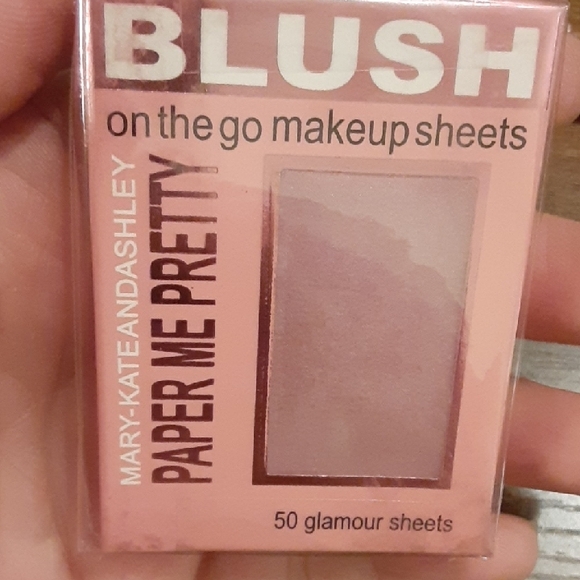 BLUSH
on the go makeup sheets
MARY-KATEANDASHLEY
PAPER ME PRETTY
50 glamour sheets